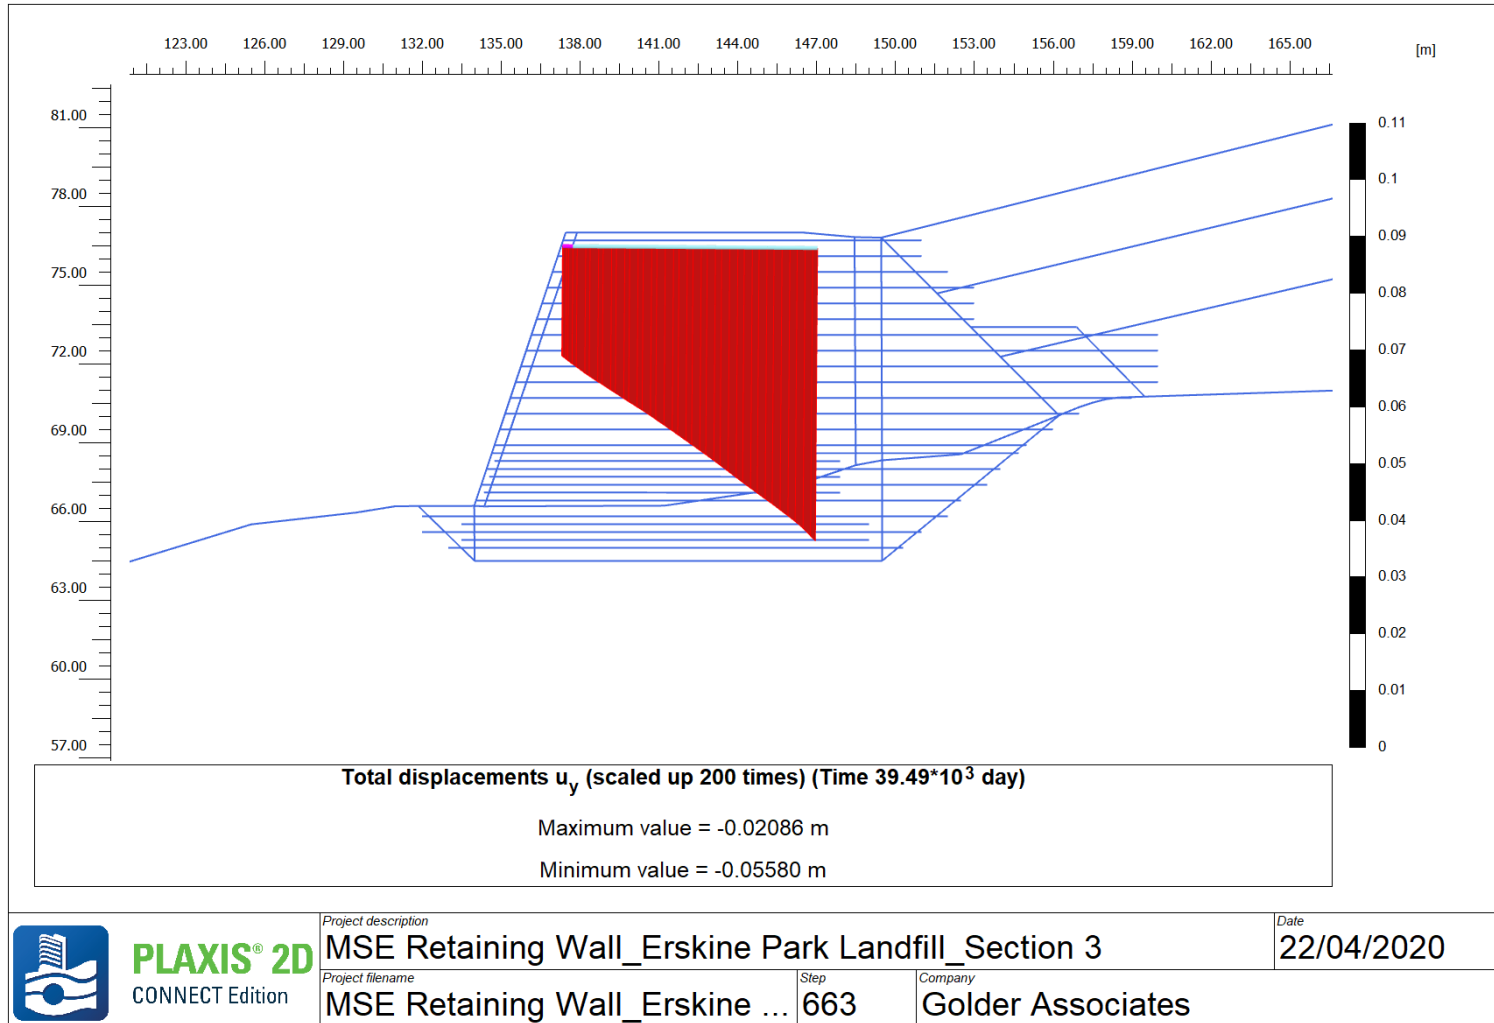 123.00 126.00 129.00 132.00 135.00 138.00 141.00 144.00 147.00 150.00 153.00 156.00 159.00 162.00 165.00
[m]
81.00
78.00
75.00
72.00
69.00
66.00
63.00
60.00
57.00
0.11
0.1
0.09
0.08
0.07
0.06
0.05
0.04
0.03
0.02
0.01
0
Total displacements uy (scaled up 200 times) (Time 39.49*10³ day)
Maximum value = -0.02086 m
Minimum value = -0.05580 m
PLAXIS® 2D
CONNECT Edition
Project description
MSE Retaining Wall_Erskine Park Landfill_Section 3
Date
22/04/2020
Project filename
MSE Retaining Wall_Erskine ...
Step
663
Company
Golder Associates